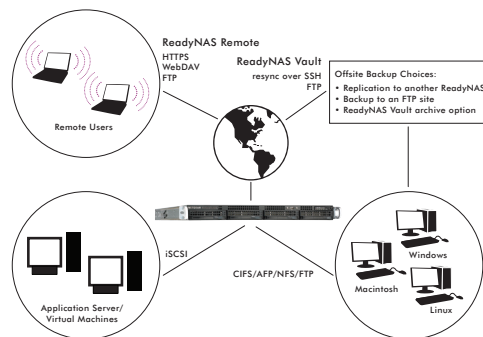 ReadyNAS Remote
HTTPS
WebDAV
FTP
Remote Users
ReadyNAS Vault
resync over SSH
FTP
Offsite Backup Choices:
• Replication to another ReadyNAS
• Backup to an FTP site
• ReadyNAS Vault archive option
iSCSI
CIFS/AFP/NFS/FTP
Application Server/
Virtual Machines
Windows
Macintosh
Linux